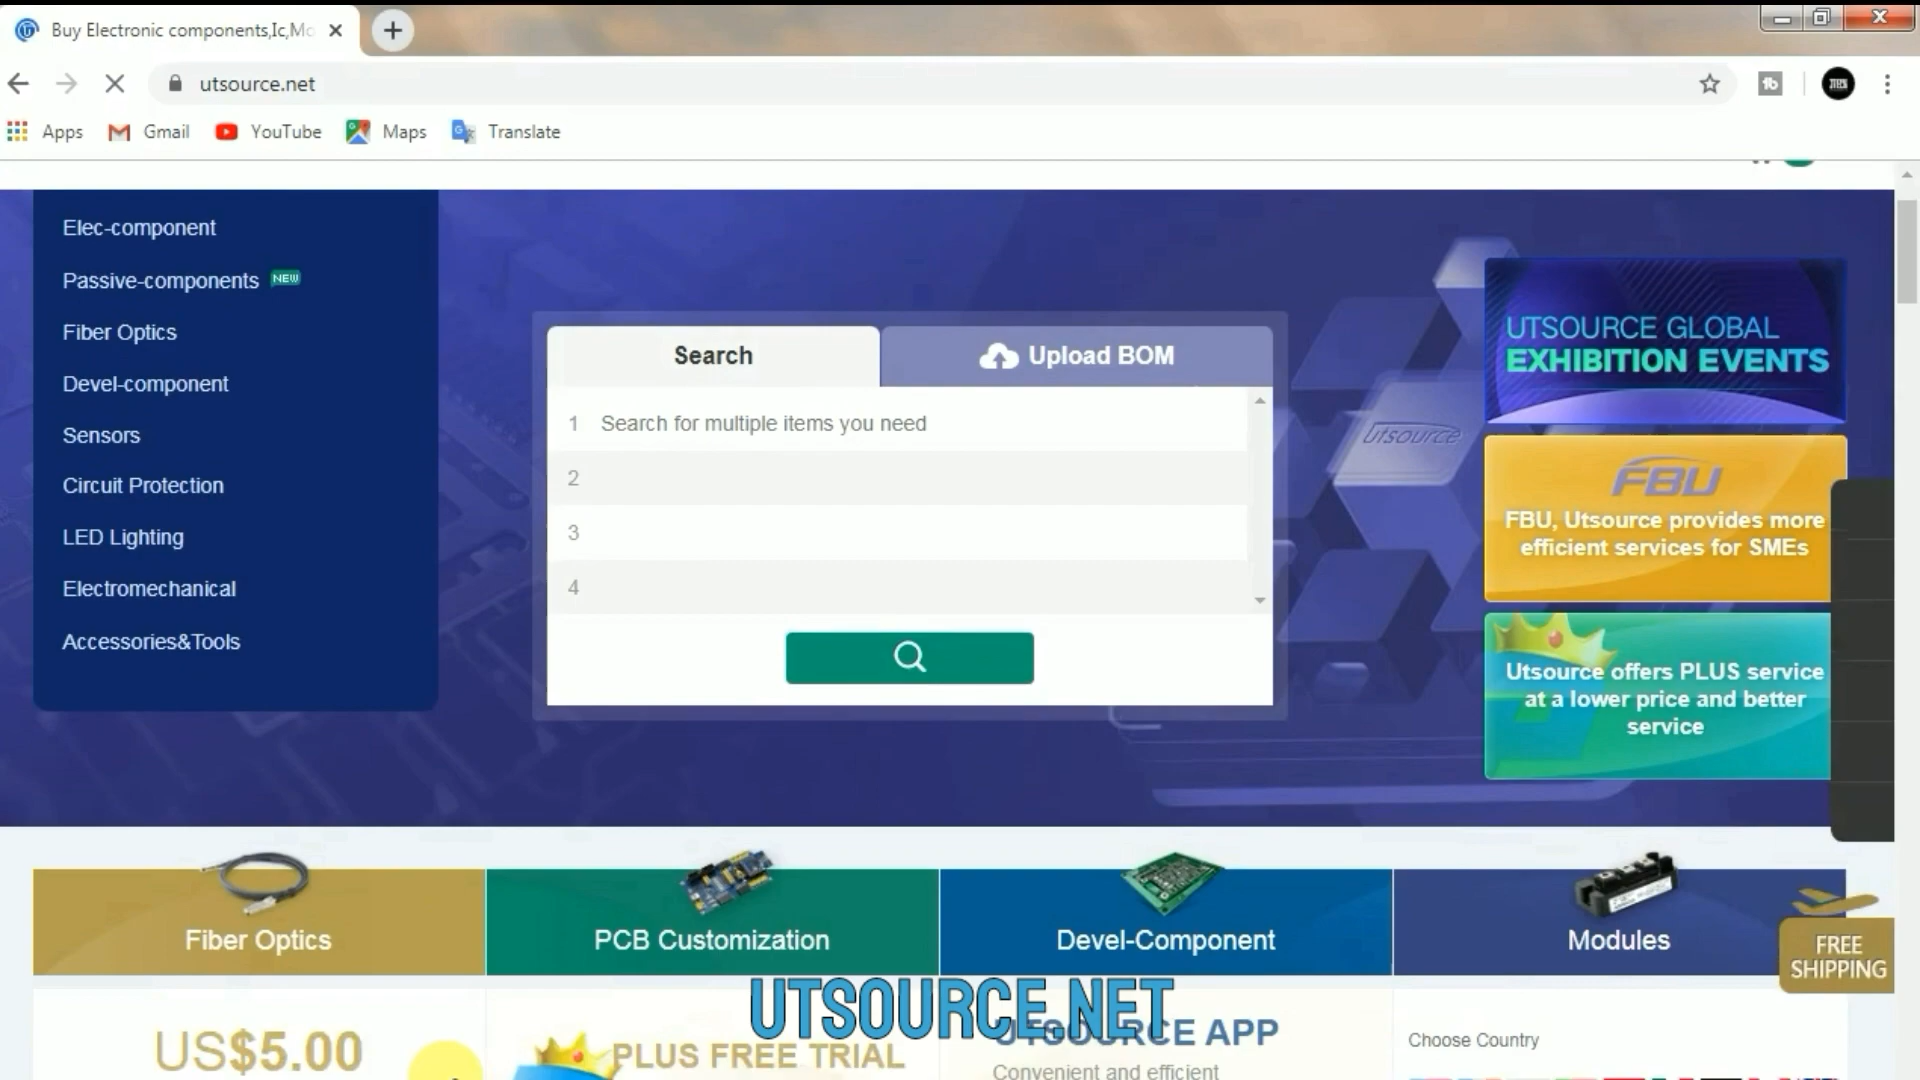 Buy Electronic components,Ic,Mo
utsource.net
Apps
Gmail
YouTube
Maps
Translate
Elec-component
Passive-components NEW
Fiber Optics
Devel-component
Sensors
Circuit Protection
LED Lighting
Electromechanical
Accessories&Tools
Search
Upload BOM
1 Search for multiple items you need
2
3
4
utsource
UTSOURCE GLOBAL
EXHIBITION EVENTS
FBU
FBU, Utsource provides more
efficient services for SMEs
Utsource offers PLUS service
at a lower price and better
service
Fiber Optics
PCB Customization
Devel-Component
Modules
FREE
SHIPPING
UTSOURCE.NET
US$5.00
PLUS FREE TRIAL
UTSOURCE APP
Convenient and efficient
Choose Country